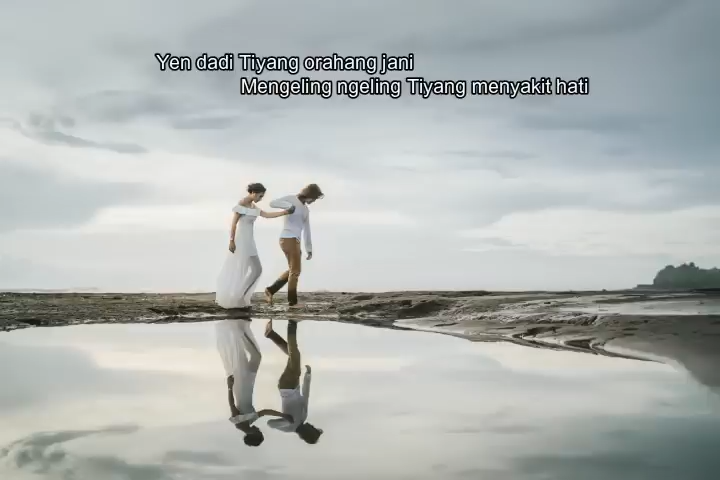 Yen dadi Tiyang orahang jani
Mengeling ngeling Tiyang menyakit hati